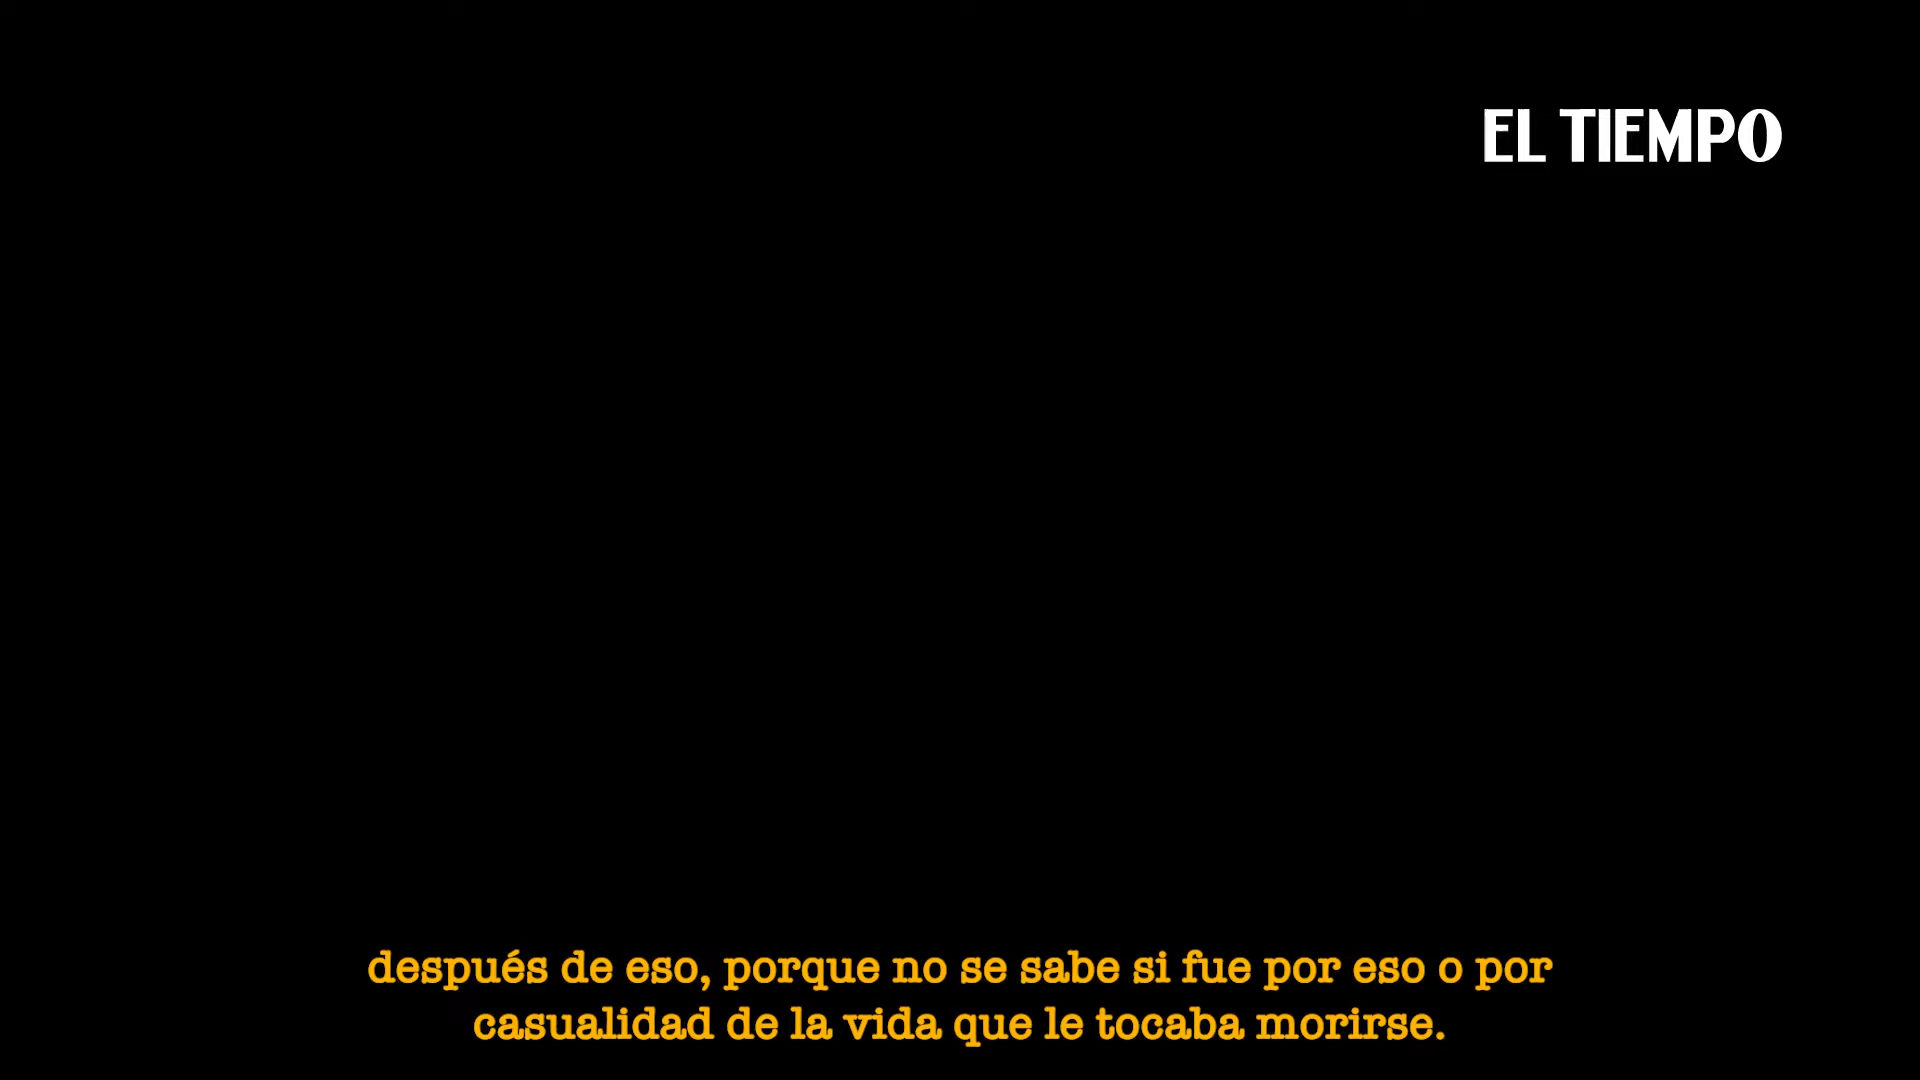 EL TIEMPO
después de eso, porque no se sabe si fue por eso o por
casualidad de la vida que le tocaba morirse.